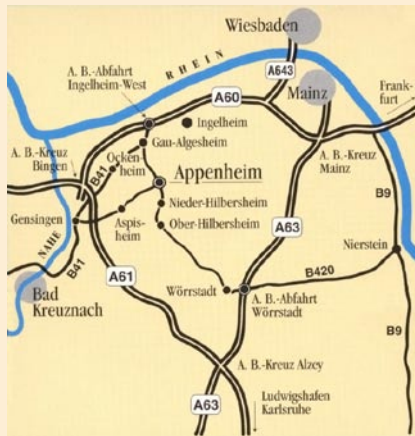 Wiesbaden
RHEIN
A. B.-Abfahrt
Ingelheim-West
A643
A60
Mainz
Frank-
furt
Ingelheim
Gau-Algesheim
Ocken-
heim
A. B.-Kreuz
Bingen
B41
Appenheim
A. B.-Kreuz
Mainz
B9
Nieder-Hilbersheim
Gensingen
Aspis-
heim
Ober-Hilbersheim
A63
NAHE
B41
Nierstein
A61
B420
Bad
Kreuznach
Wörrstadt
A. B.-Abfahrt
Wörrstadt
B9
A. B.-Kreuz Alzey
A63
Ludwigshafen
Karlsruhe